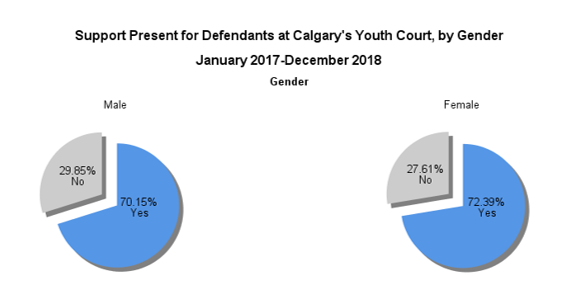 Support Present for Defendants at Calgary's Youth Court, by Gender
January 2017-December 2018
Gender
Male
Female
29.85%
No
70.15%
Yes
27.61%
No
72.39%
Yes